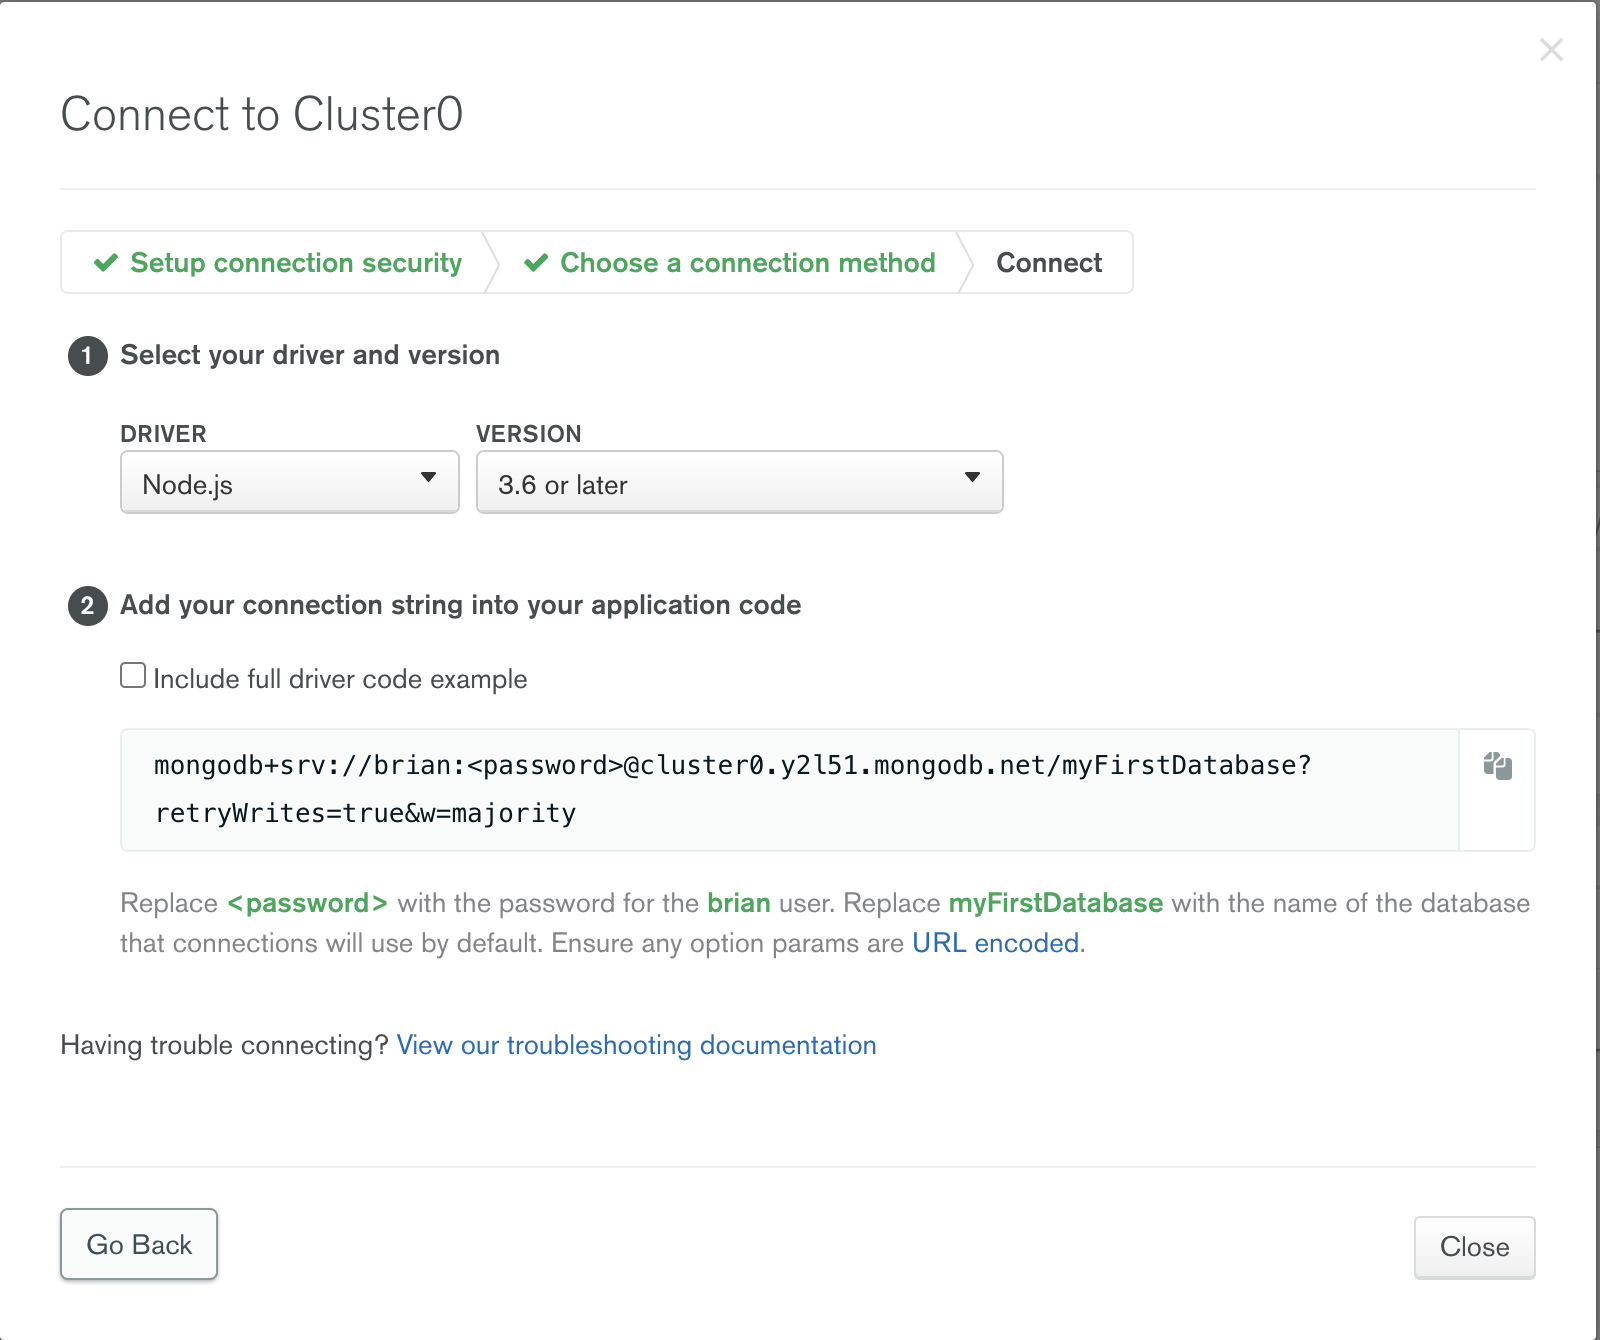 Connect to Cluster0
Setup connection security
Choose a connection method
Connect
1 Select your driver and version
DRIVER
VERSION
Node.js
3.6 or later
2 Add your connection string into your application code
Include full driver code example
mongodb+srv://brian:<password>@cluster0.y2l51.mongodb.net/myFirstDatabase?
retryWrites=true&w=majority
Replace <password> with the password for the brian user. Replace myFirstDatabase with the name of the database
that connections will use by default. Ensure any option params are URL encoded.
Having trouble connecting? View our troubleshooting documentation
Go Back
Close